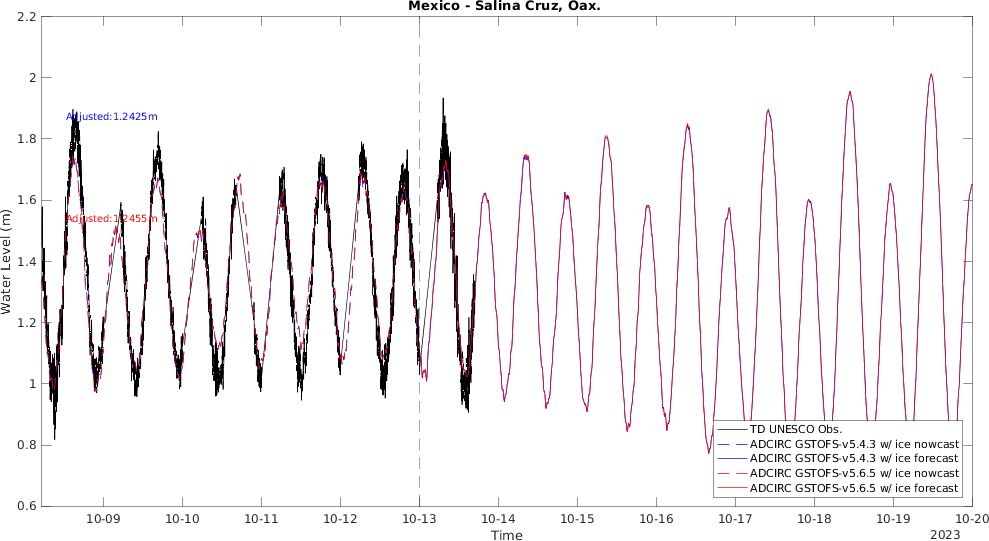 Mexico - Salina Cruz, Oax.
2.2
2
1.8
1.6
1.4
1.2
1
0.8
0.6
Water Level (m)
Adjusted:1.2425m
Adjusted:1.2455m
TD UNESCO Obs.
ADCIRC GSTOFS-v5.4.3 w/ ice nowcast
ADCIRC GSTOFS-v5.4.3 w/ ice forecast
ADCIRC GSTOFS-v5.6.5 w/ ice nowcast
ADCIRC GSTOFS-v5.6.5 w/ ice forecast
10-09 10-10 10-11 10-12 10-13 10-14 10-15 10-16 10-17 10-18 10-19 10-20
Time
2023